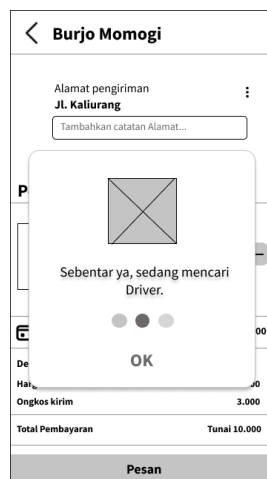 Burjo Momogi
Alamat pengiriman
Jl. Kaliurang
Tambahkan catatan Alamat...
Sebentar ya, sedang mencari
Driver.
OK
Ongkos kirim 3.000
Total Pembayaran Tunai 10.000
Pesan